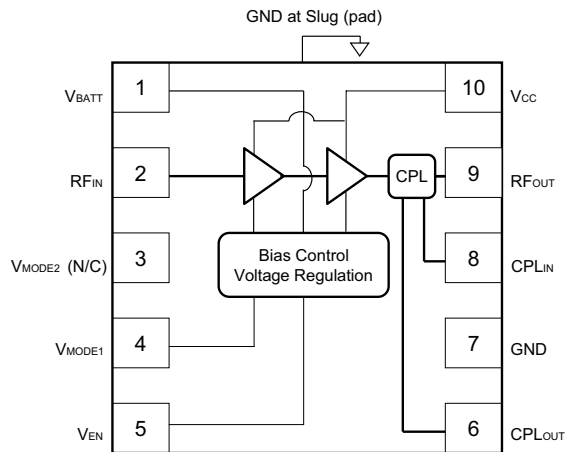 GND at Slug (pad)
VBATT 1 10 VCC
RFIN 2 CPL 9 RFOUT
VMODE2 (N/C) 3 Bias Control
Voltage Regulation 8 CPLIN
VMODE1 4 7 GND
VEN 5 6 CPLOUT